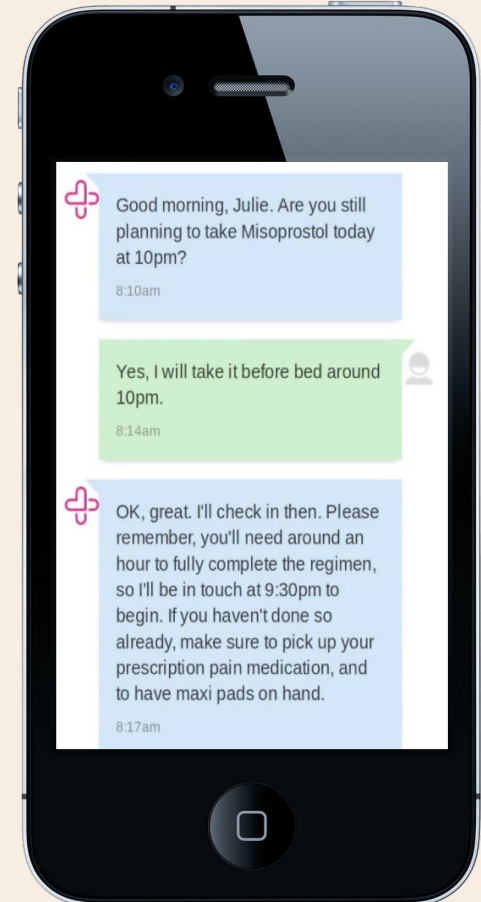 Good morning, Julie. Are you still
planning to take Misoprostol today
at 10pm?
8:10am
Yes, I will take it before bed around
10pm.
8:14am
OK, great. I'll check in then. Please
remember, you'll need around an
hour to fully complete the regimen,
so I'll be in touch at 9:30pm to
begin. If you haven't done so
already, make sure to pick up your
prescription pain medication, and
to have maxi pads on hand.
8:17am